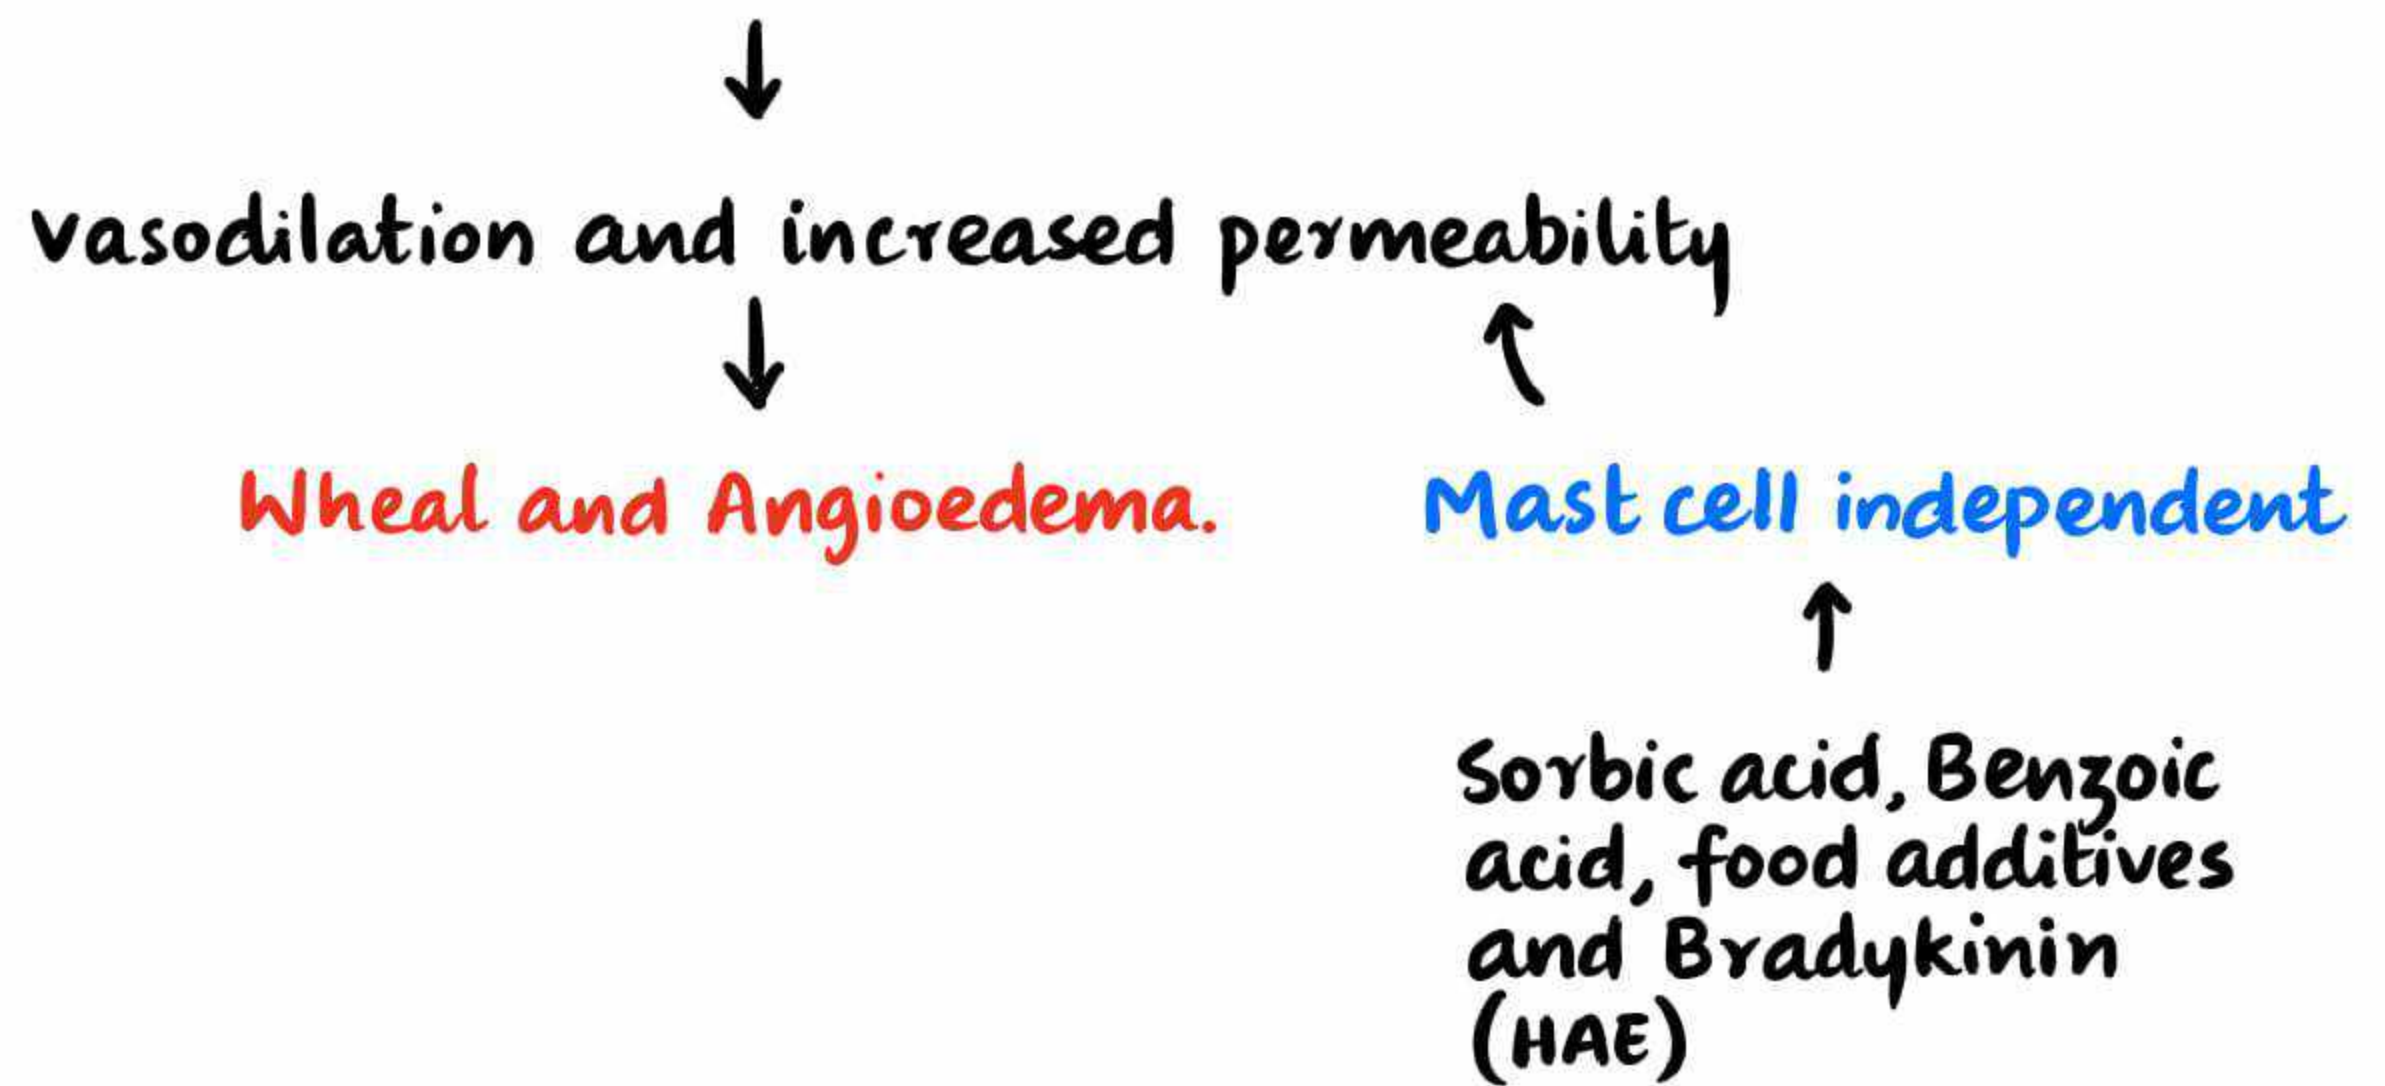 vasodilation and increased permeability
Wheal and Angioedema.
Mast cell independent
Sorbic acid, Benzoic
acid, food additives
and Bradykinin
(HAE)